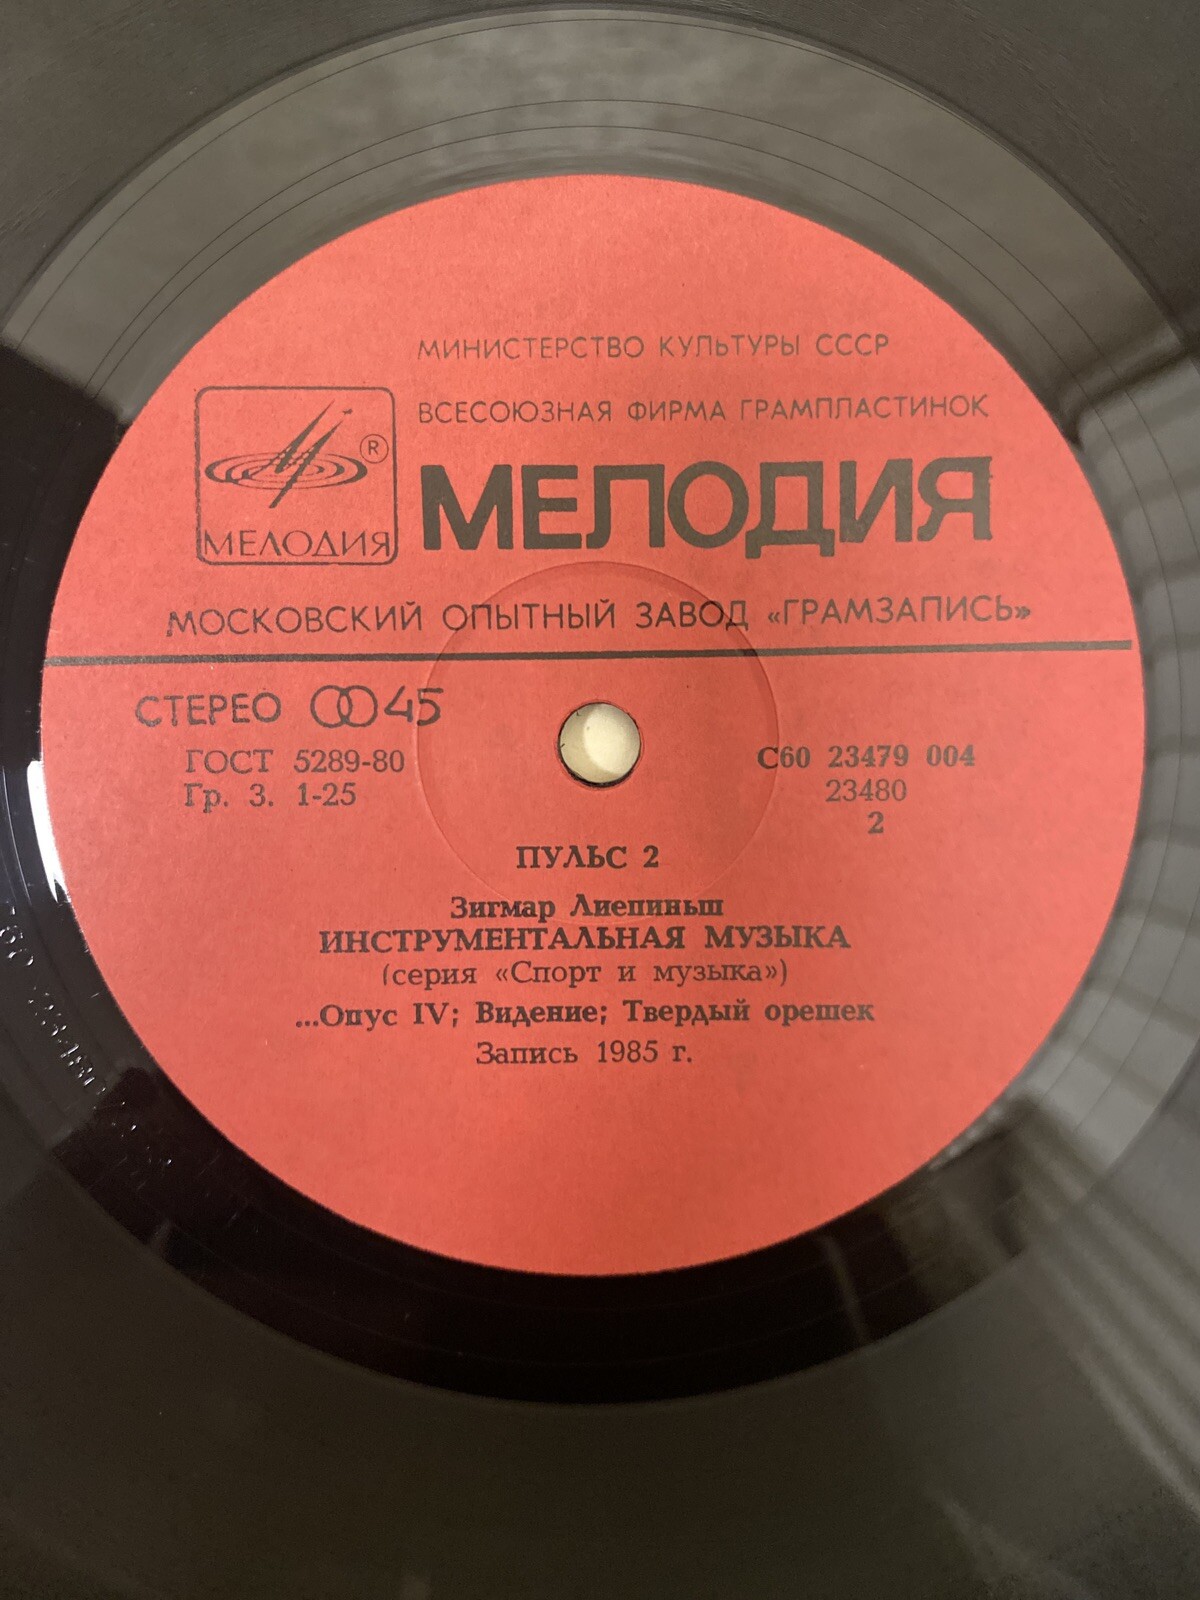 МИНИСТЕРСТВО КУЛЬТУРЫ СССР
ВСЕСОЮЗНАЯ ФИРМА ГРАМПЛАСТИНОК
МЕЛОДИЯ
®
МЕЛОДИЯ
МОСКОВСКИЙ ОПЫТНЫЙ ЗАВОД «ГРАМЗАПИСЬ»
СТЕРЕО 45
ГОСТ 5289-80
Гр. 3. 1-25
С60 23479 004
23480
2
ПУЛЬС 2
Зигмар Лиепиньш
ИНСТРУМЕНТАЛЬНАЯ МУЗЫКА
(серия «Спорт и музыка»)
...Опус IV; Видение; Твердый орешек
Запись 1985 г.